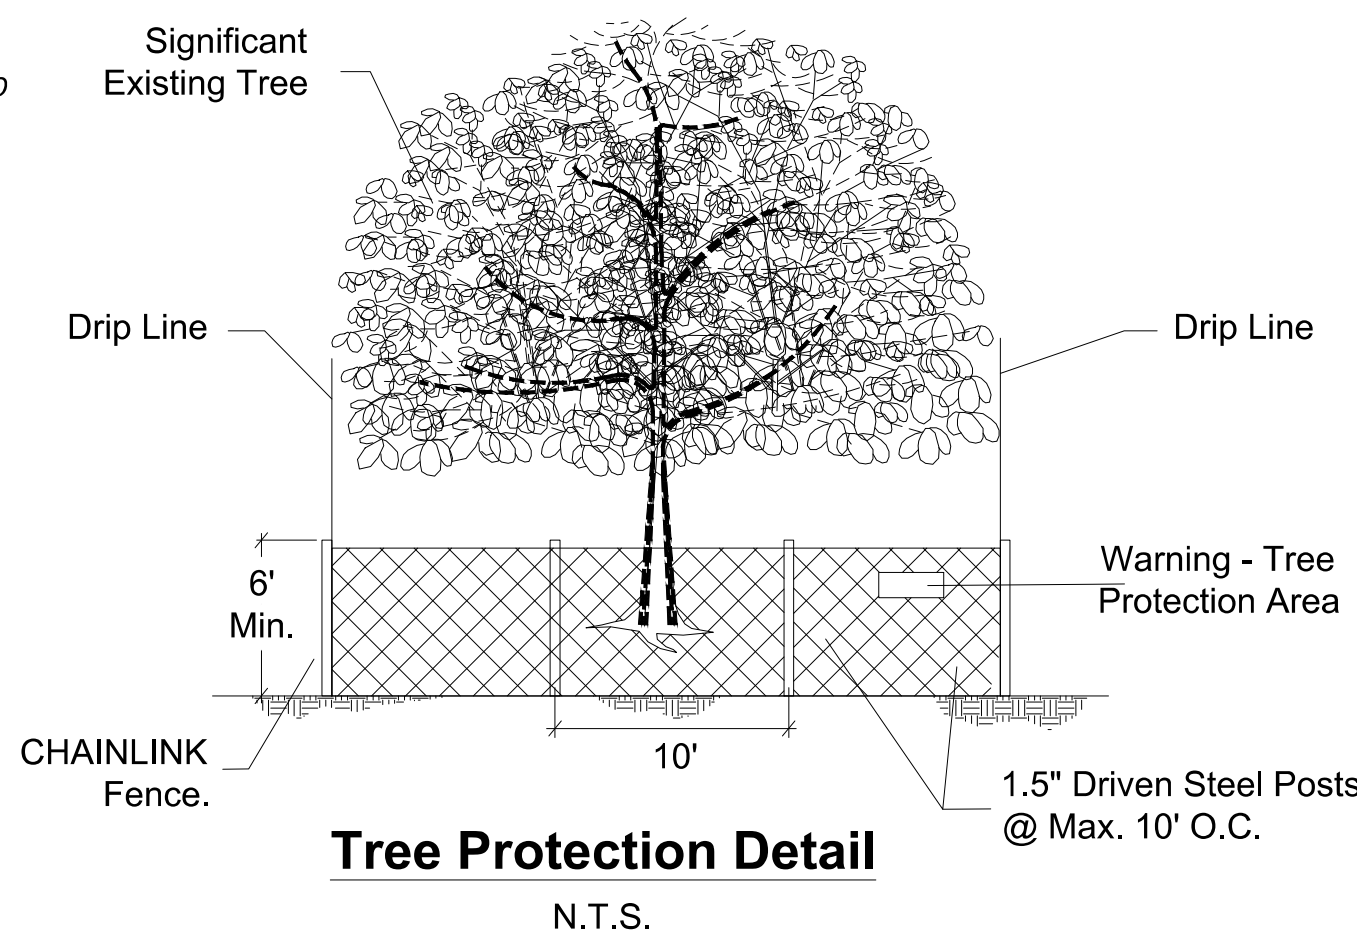 Significant
Existing Tree
Drip Line
Drip Line
6'
Min.
Warning - Tree
Protection Area
CHAINLINK
Fence.
10'
1.5" Driven Steel Posts
@ Max. 10' O.C.
Tree Protection Detail
N.T.S.